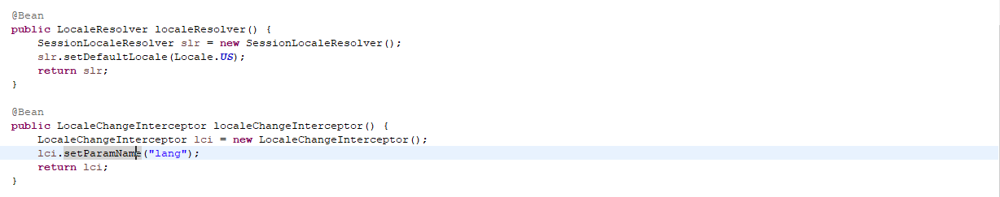 @Bean
public LocaleResolver localeResolver() {
    SessionLocaleResolver slr = new SessionLocaleResolver();
    slr.setDefaultLocale(Locale.US);
    return slr;
}
@Bean
public LocaleChangeInterceptor localeChangeInterceptor() {
    LocaleChangeInterceptor lci = new LocaleChangeInterceptor();
    lci.setParamName("lang");
    return lci;
}